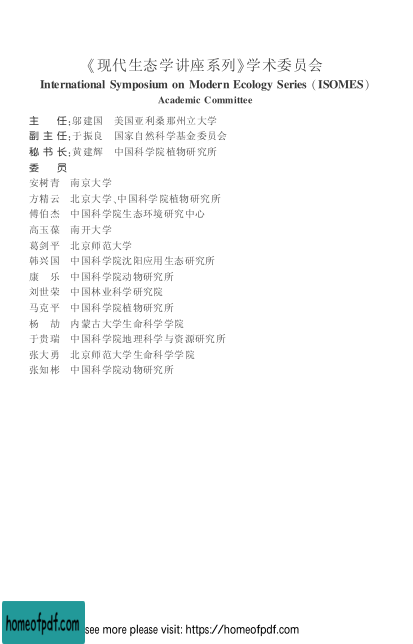 《现代生态学讲座系列》学术委员会
International Symposium on Modern Ecology Series (ISOMES)
Academic Committee
主　任:邬建国　美国亚利桑那州立大学
副主任:于振良　国家自然科学基金委员会
秘书长:黄建辉　中国科学院植物研究所
委　员
安树青　南京大学
方精云　北京大学、中国科学院植物研究所
傅伯杰　中国科学院生态环境研究中心
高玉葆　南开大学
葛剑平　北京师范大学
韩兴国　中国科学院沈阳应用生态研究所
康　乐　中国科学院动物研究所
刘世荣　中国林业科学研究院
马克平　中国科学院植物研究所
杨　劼　内蒙古大学生命科学学院
于贵瑞　中国科学院地理科学与资源研究所
张大勇　北京师范大学生命科学学院
张知彬　中国科学院动物研究所
homeofpdf.com
see more please visit: https://homeofpdf.com